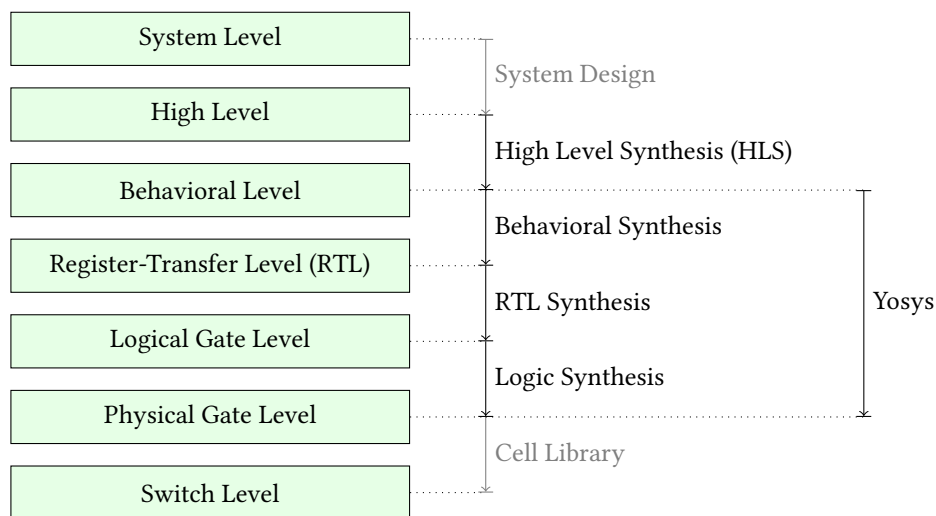 System Level
System Design
High Level
High Level Synthesis (HLS)
Behavioral Level
Behavioral Synthesis
Register-Transfer Level (RTL)
RTL Synthesis
Yosys
Logical Gate Level
Logic Synthesis
Physical Gate Level
Cell Library
Switch Level